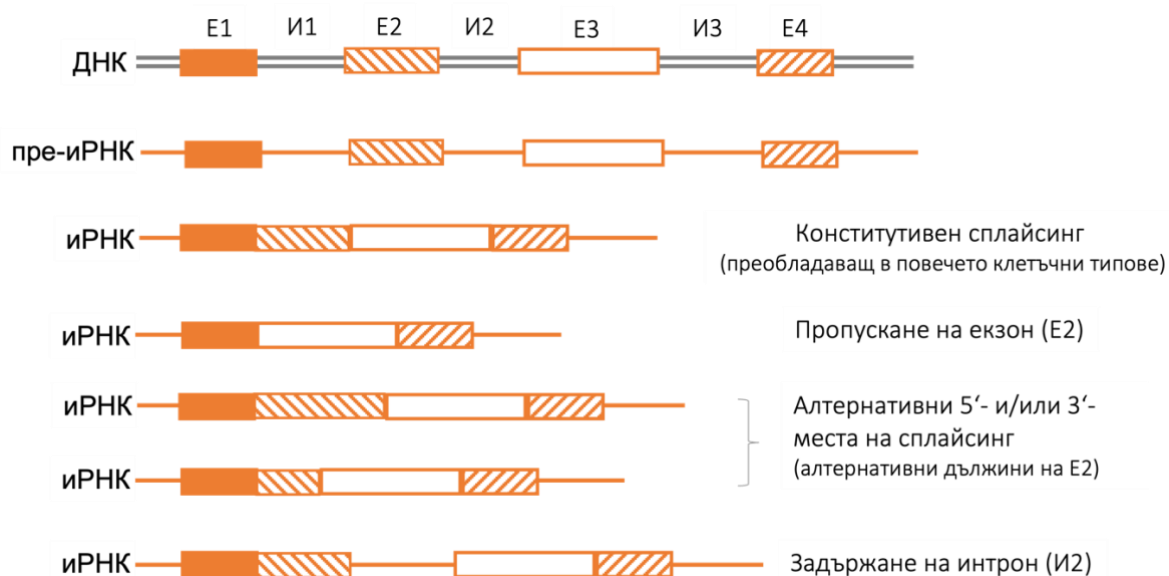 Е1 И1 Е2 И2 Е3 И3 Е4
ДНК
пре-иРНК
иРНК
Конститутивен сплайсинг
(преобладаващ в повечето клетъчни типове)
иРНК
Пропускане на екзон (Е2)
иРНК
Алтернативни 5‘- и/или 3‘-
места на сплайсинг
(алтернативни дължини на Е2)
иРНК
иРНК
Задържане на интрон (И2)